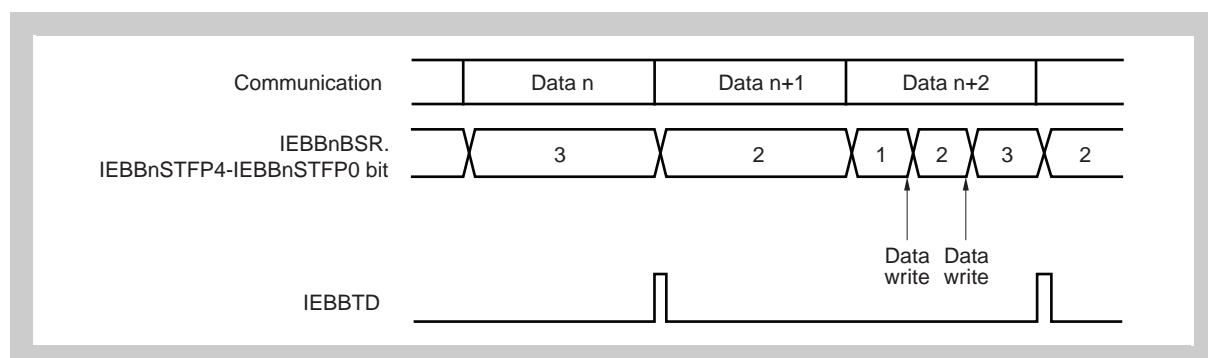 Communication Data n Data n+1 Data n+2
IEBBnBSR.
IEBBnSTFP4-IEBBnSTFP0 bit 3 2 1 2 3 2
Data Data
write write
IEBBTD